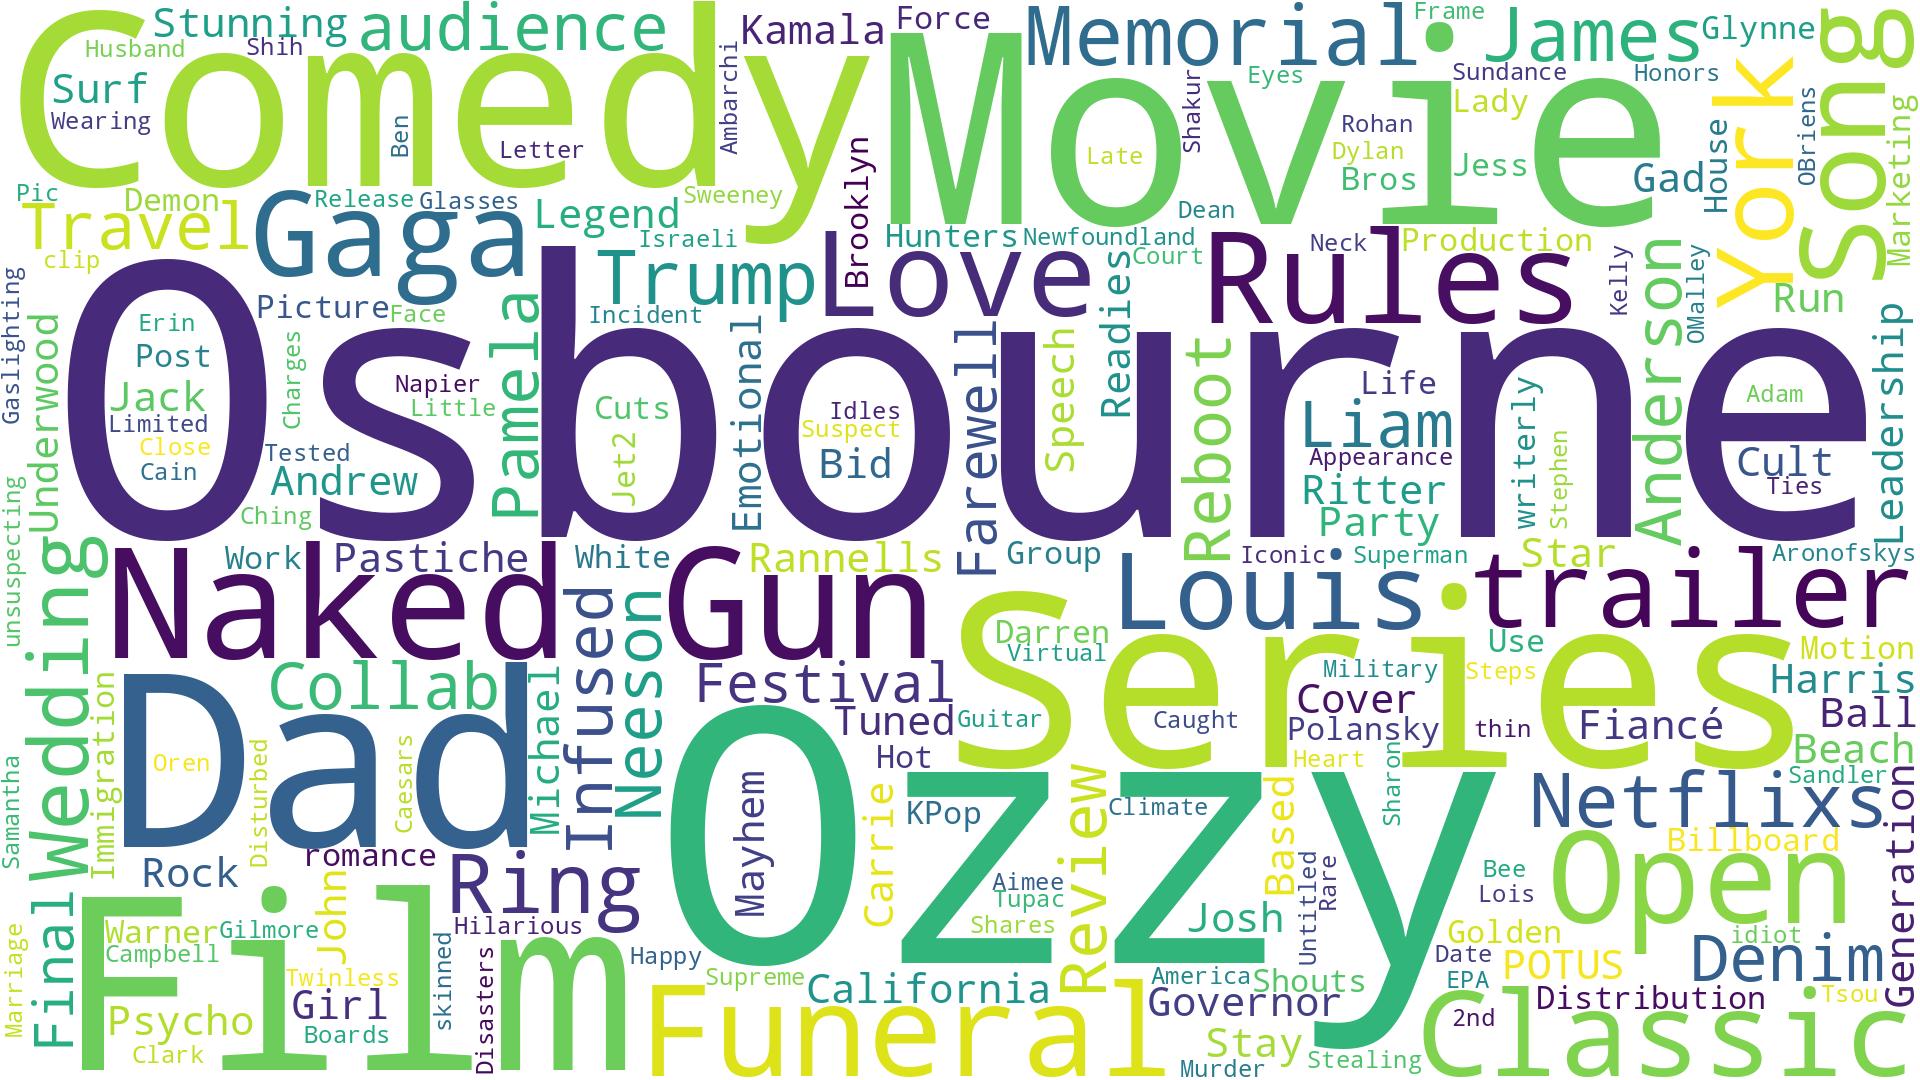 Stunning
audience
Kamala
Force
Memorial
Frame
James
Glynne
Song
Husband
Shih
Comedy
Movie
Surf
Wearing
Ben
Letter
Ambarchi
Shakur
Eyes
Late
Sundance
Lady
Honors
York
OBriens
Marketing
Rohan
Dylan
Bros
Jess
Gad
House
Pic
Demon
Travel
clip
Release
Glasses
Gaga
Legend
Sweeney
Israeli
Brooklyn
Hunters
Dean
Newfoundland
Court
Neck
Production
Kelly
OMalley
Run
Gaslighting
Underwood
Picture
Face
Trump
Incident
Love
Rules
Readies
Anderson
Leadership
Osbourne
Erin
Post
Jack
Limited
Close
Cain
Charges
Napier
Little
Tested
Andrew
Ching
Pamela
Cuts
Jet2
Emotional
Idles
Suspect
Bid
Farewell
Speech
Reboot
Life
Liam
Appearance
Ritter
Party
writerly
Stephen
Adam
Cult
Ties
unsuspecting
Wedding
Work
Pastiche
White
Rannells
Group
Iconic
Superman
Star
Aronofskys
Naked
Gun
Louis
trailer
Series
Darren
Virtual
Use
Military
Steps
Motion
Harris
Dad
Collab
Michael
Infused
Neeson
Festival
Tuned
Guitar
Caught
Cover
Polansky
thin
Fiancé
Ball
Beach
Hot
Heart
Sharon
Sandler
Samantha
Immigration
Oren
Disturbed
Caesars
Ozzy
Mayhem
Carrie
KPop
Review
Climate
Based
Netflixs
Billboard
Generation
Rock
romance
Ring
Aimee
Tupac
Shares
Josh
Untitled
Rare
Bee
Lois
Open
Marriage
Final
Film
Warner
Campbell
Gilmore
John
Hilarious
Twinless
Girl
Boards
Psycho
Clark
skinned
Disasters
Happy
Supreme
California
America
Shouts
Golden
idiot
Date
EPA
POTUS
Denim
Funeral
Governor
Stay
Murder
Stealing
2nd
Distribution
Tsou
Classic